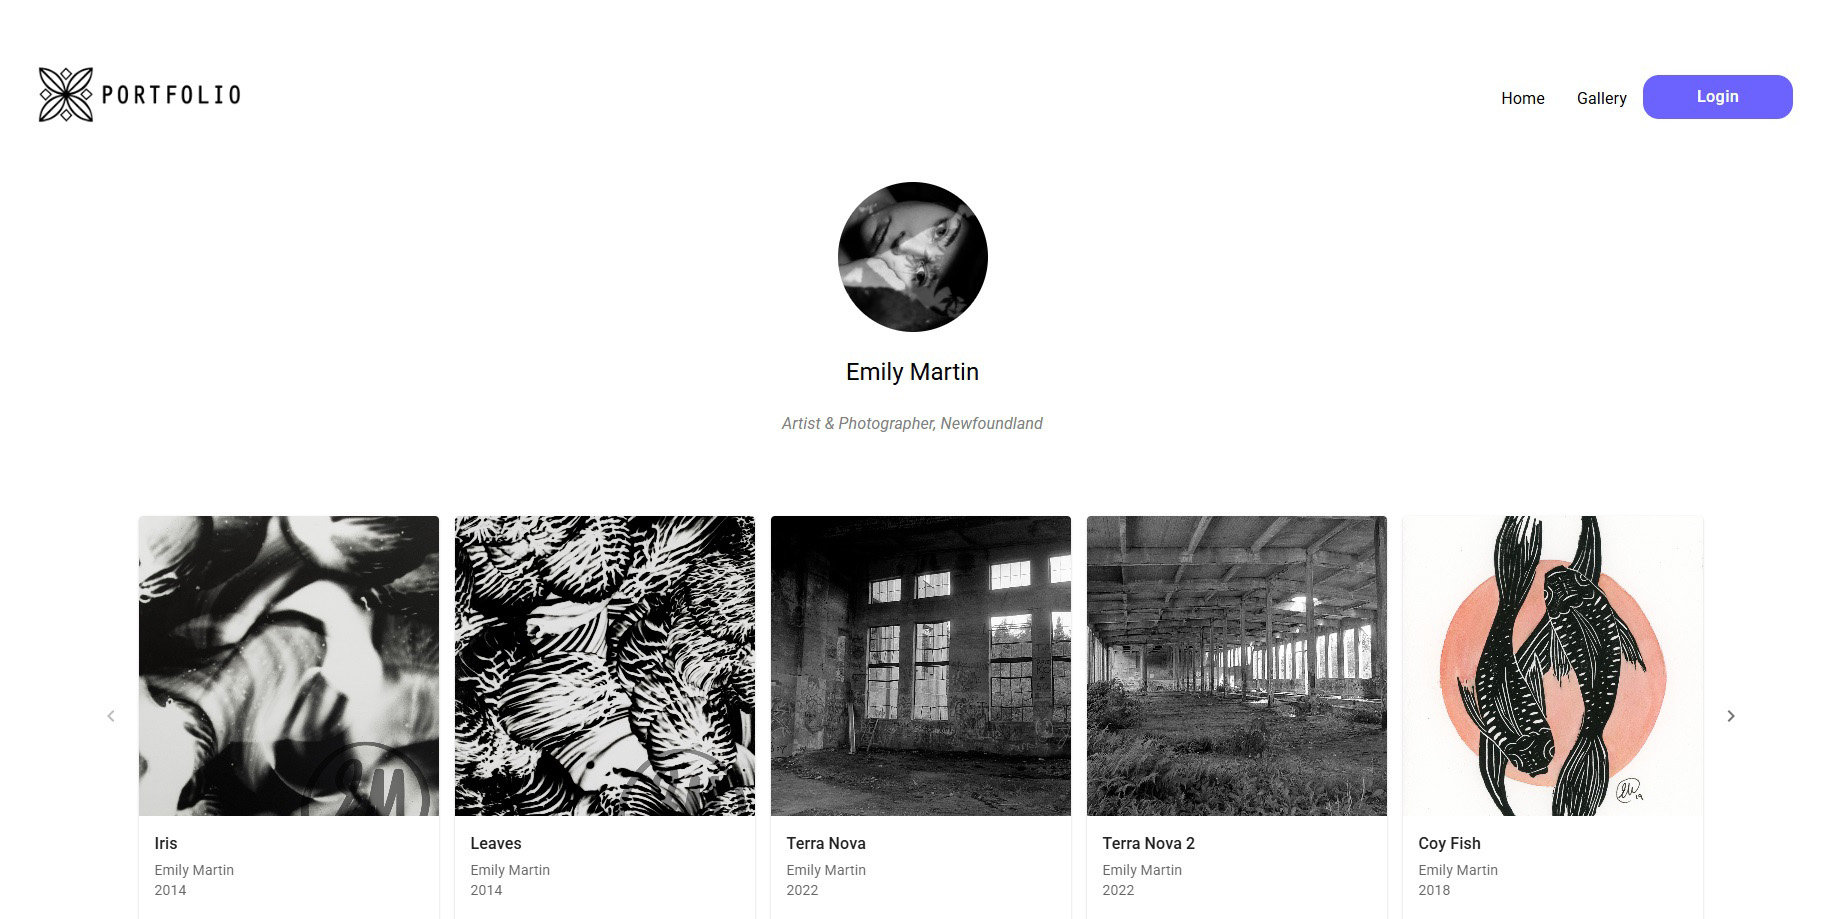 PORTFOLIO
Home Gallery Login
Emily Martin
Artist & Photographer, Newfoundland
Iris
Emily Martin
2014
Leaves
Emily Martin
2014
Terra Nova
Emily Martin
2022
Terra Nova 2
Emily Martin
2022
Coy Fish
Emily Martin
2018